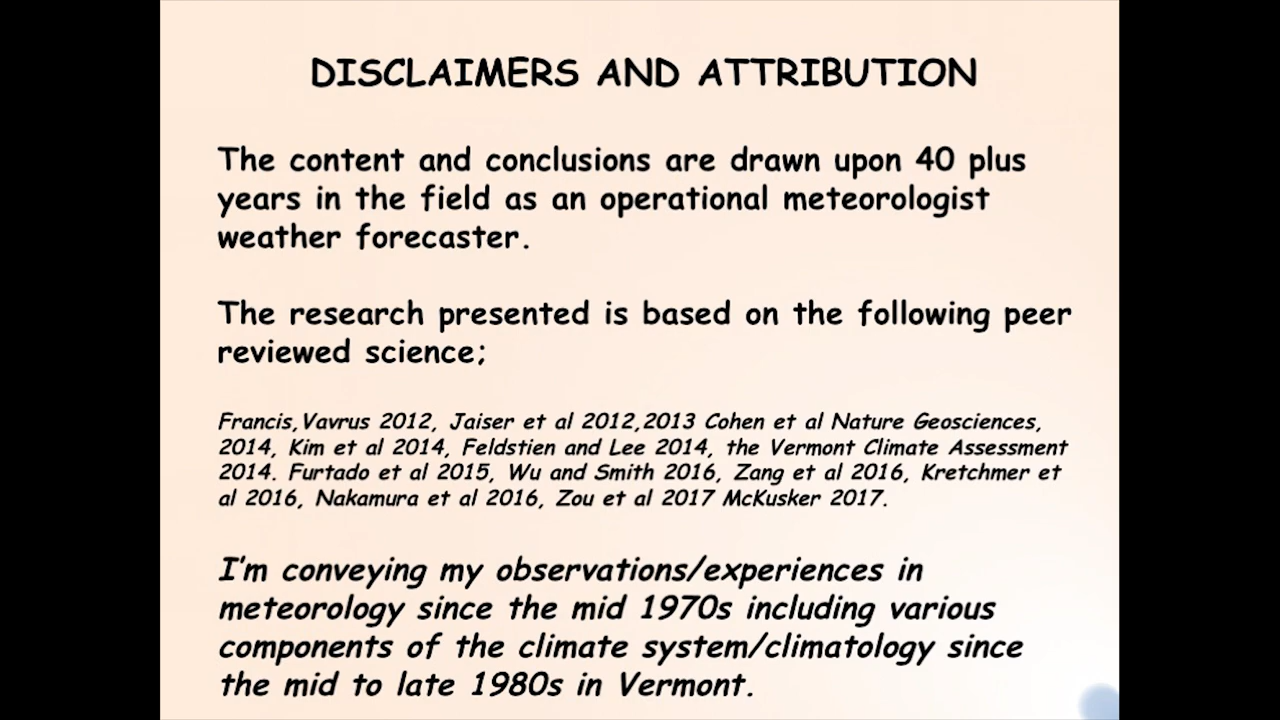 DISCLAIMERS AND ATTRIBUTION
The content and conclusions are drawn upon 40 plus
years in the field as an operational meteorologist
weather forecaster.
The research presented is based on the following peer
reviewed science;
Francis,Vavrus 2012, Jaiser et al 2012,2013 Cohen et al Nature Geosciences,
2014, Kim et al 2014, Feldstien and Lee 2014, the Vermont Climate Assessment
2014. Furtado et al 2015, Wu and Smith 2016, Zang et al 2016, Kretchmer et
al 2016, Nakamura et al 2016, Zou et al 2017 McKusker 2017.
I'm conveying my observations/experiences in
meteorology since the mid 1970s including various
components of the climate system/climatology since
the mid to late 1980s in Vermont.